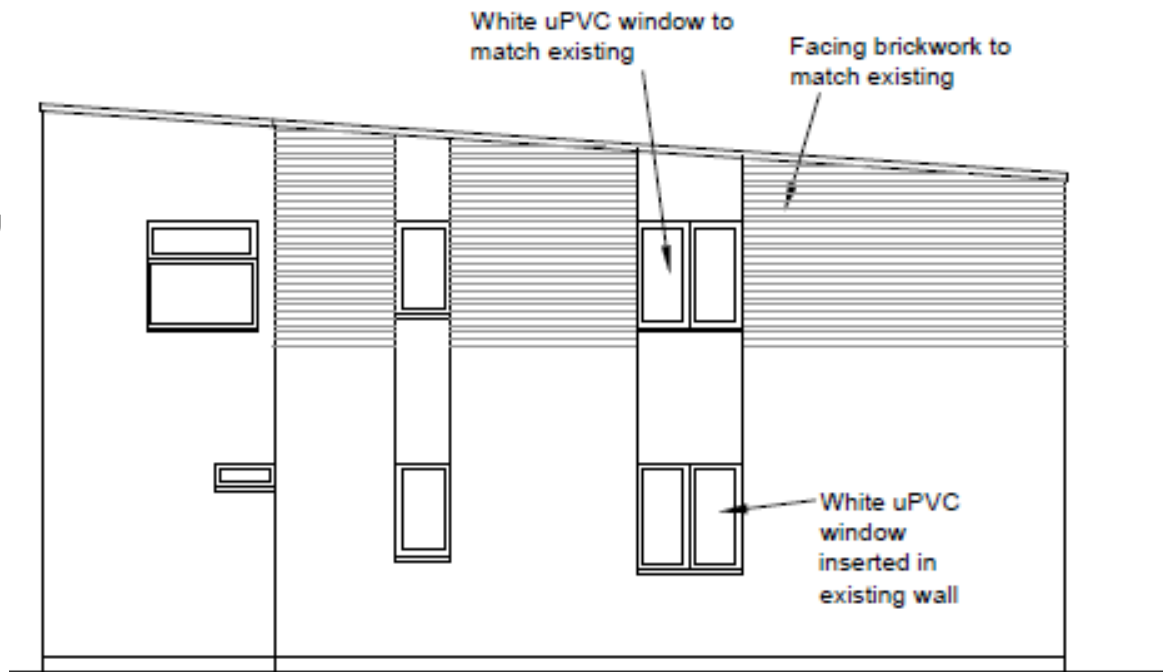 White uPVC window to
match existing
Facing brickwork to
match existing
White uPVC
window
inserted in
existing wall